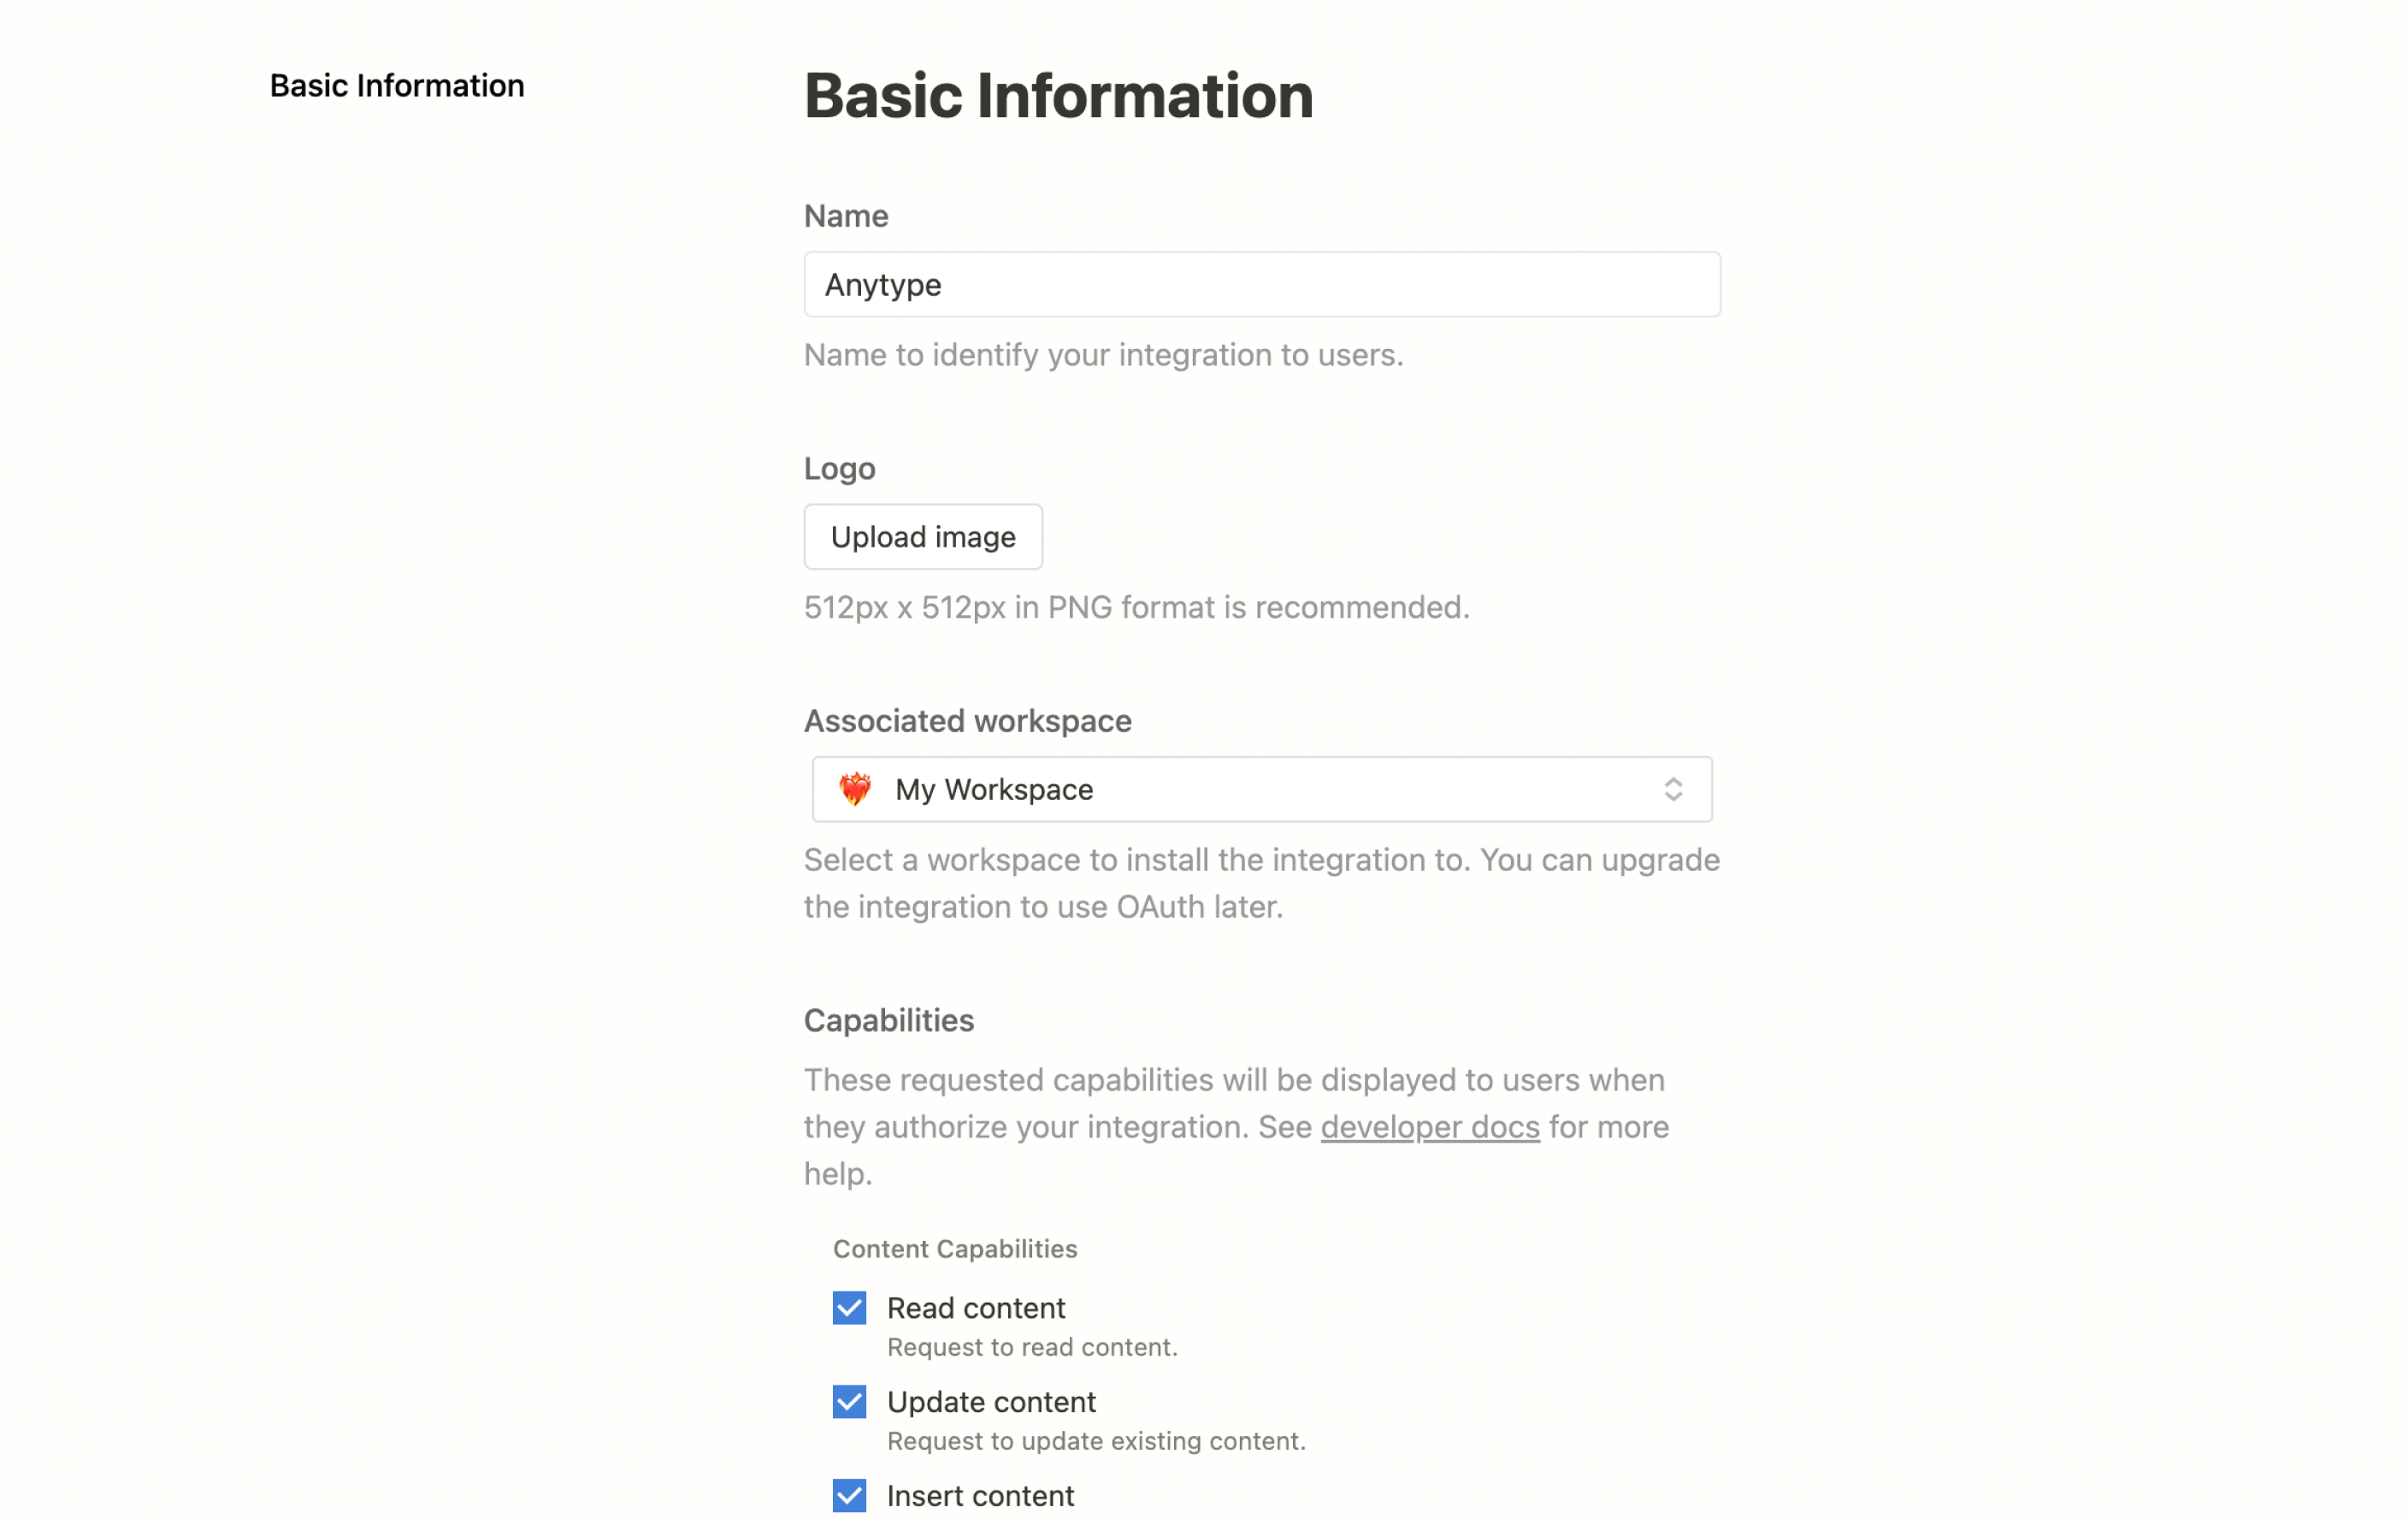 Basic Information
Basic Information
Name
Anytype
Name to identify your integration to users.
Logo
Upload image
512px x 512px in PNG format is recommended.
Associated workspace
My Workspace
Select a workspace to install the integration to. You can upgrade
the integration to use OAuth later.
Capabilities
These requested capabilities will be displayed to users when
they authorize your integration. See developer docs for more
help.
Content Capabilities
Read content
Request to read content.
Update content
Request to update existing content.
Insert content